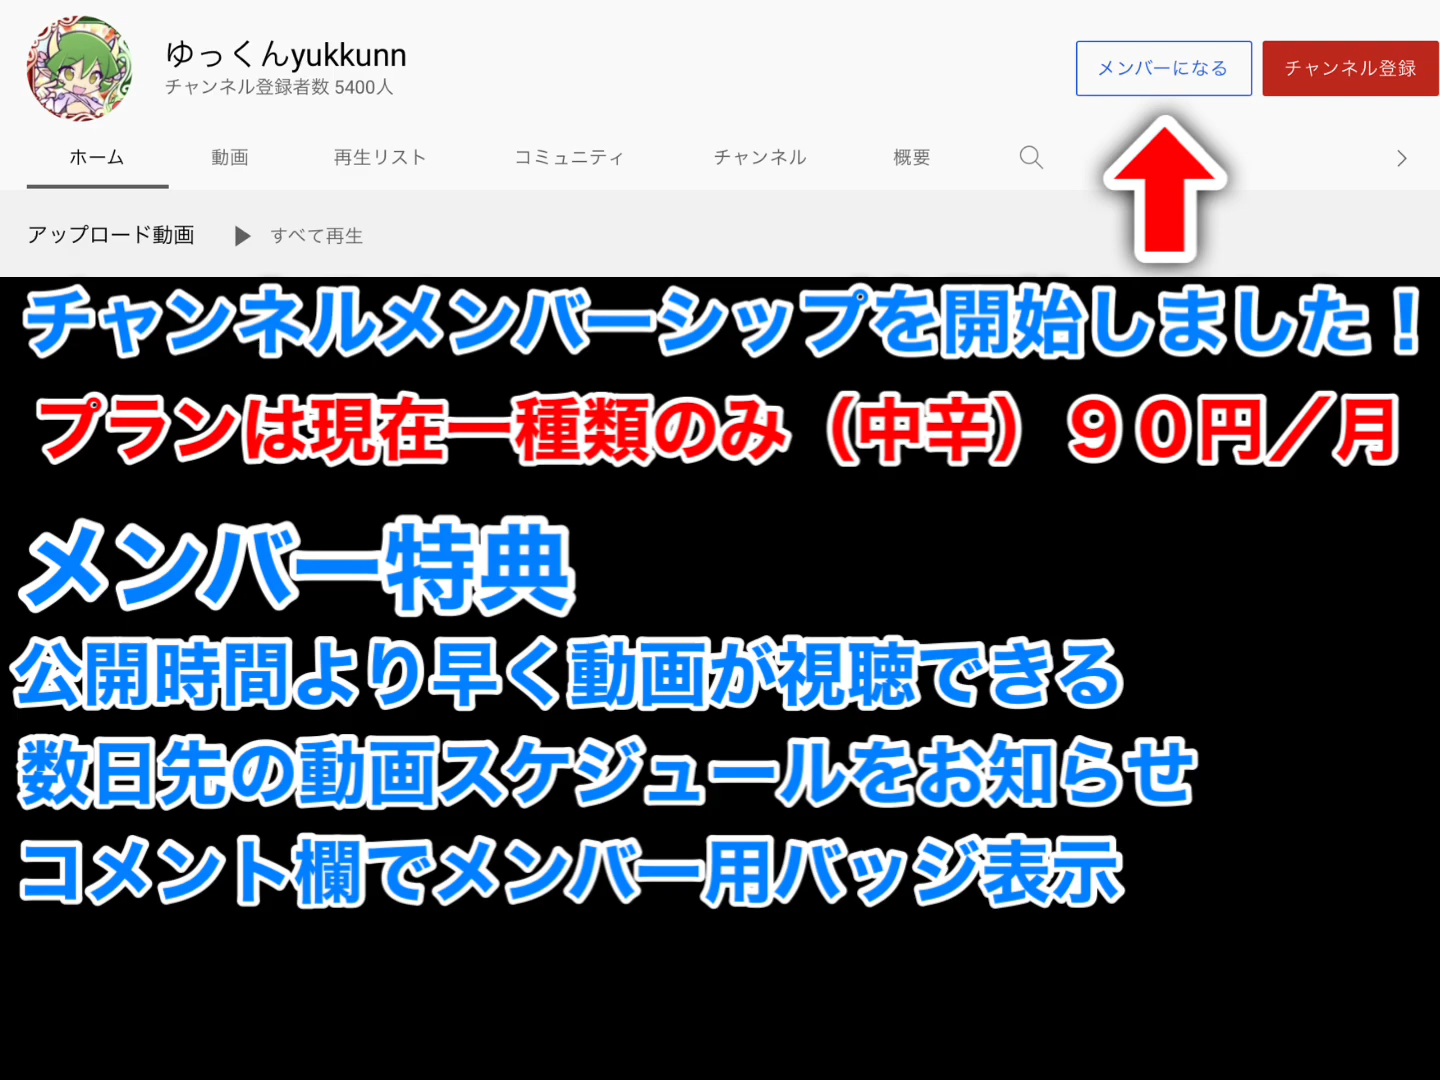 ゆっくんyukkunn
チャンネル登録者数 5400人
メンバーになる
チャンネル登録
ホーム
動画
再生リスト
コミュニティ
チャンネル
概要
アップロード動画
すべて再生
チャンネルメンバーシップを開始しました！
プランは現在一種類のみ（中辛）９０円／月
メンバー特典
公開時間より早く動画が視聴できる
数日先の動画スケジュールをお知らせ
コメント欄でメンバー用バッジ表示